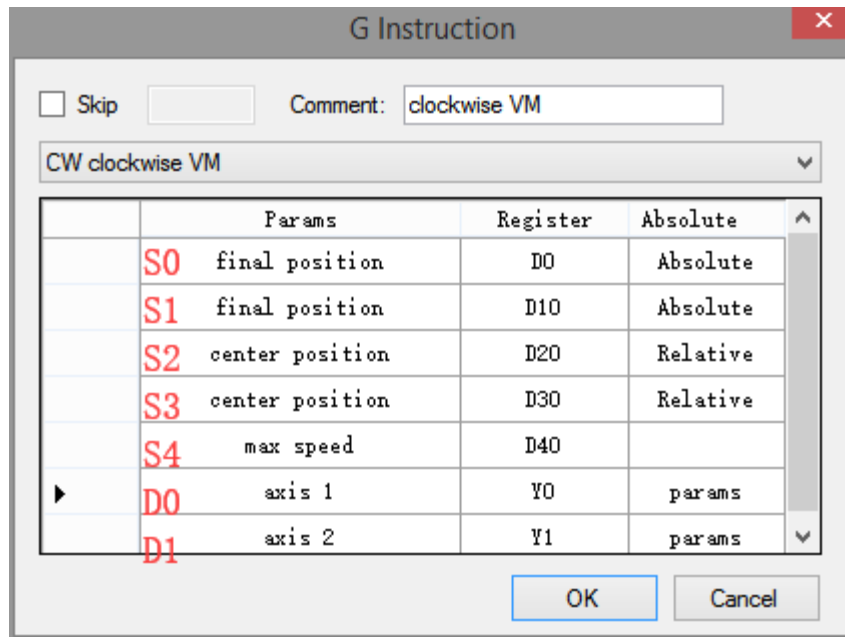 G Instruction
Skip Comment: clockwise VM
CW clockwise VM
Params Register Absolute
S0 final position D0 Absolute
S1 final position D10 Absolute
S2 center position D20 Relative
S3 center position D30 Relative
S4 max speed D40
D0 axis 1 Y0 params
D1 axis 2 Y1 params
OK Cancel